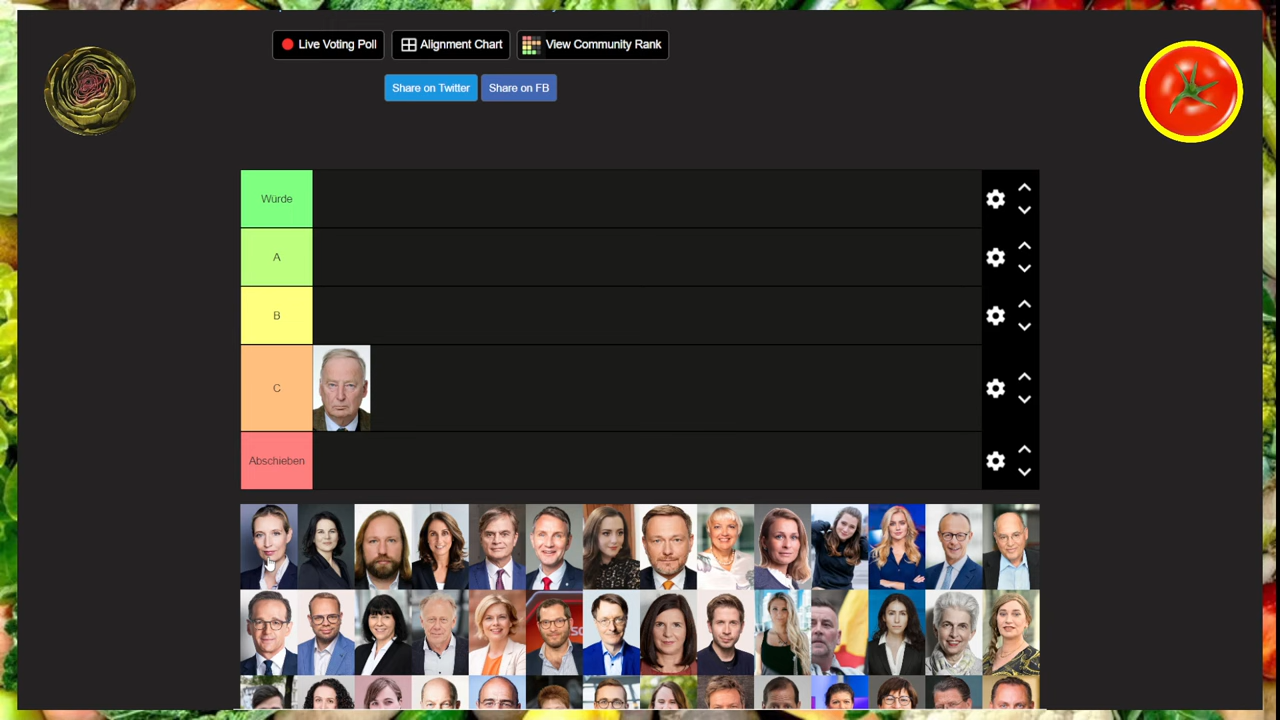 Live Voting Poll
Alignment Chart
View Community Rank
Share on Twitter
Share on FB
Würde
A
B
C
Abschieben